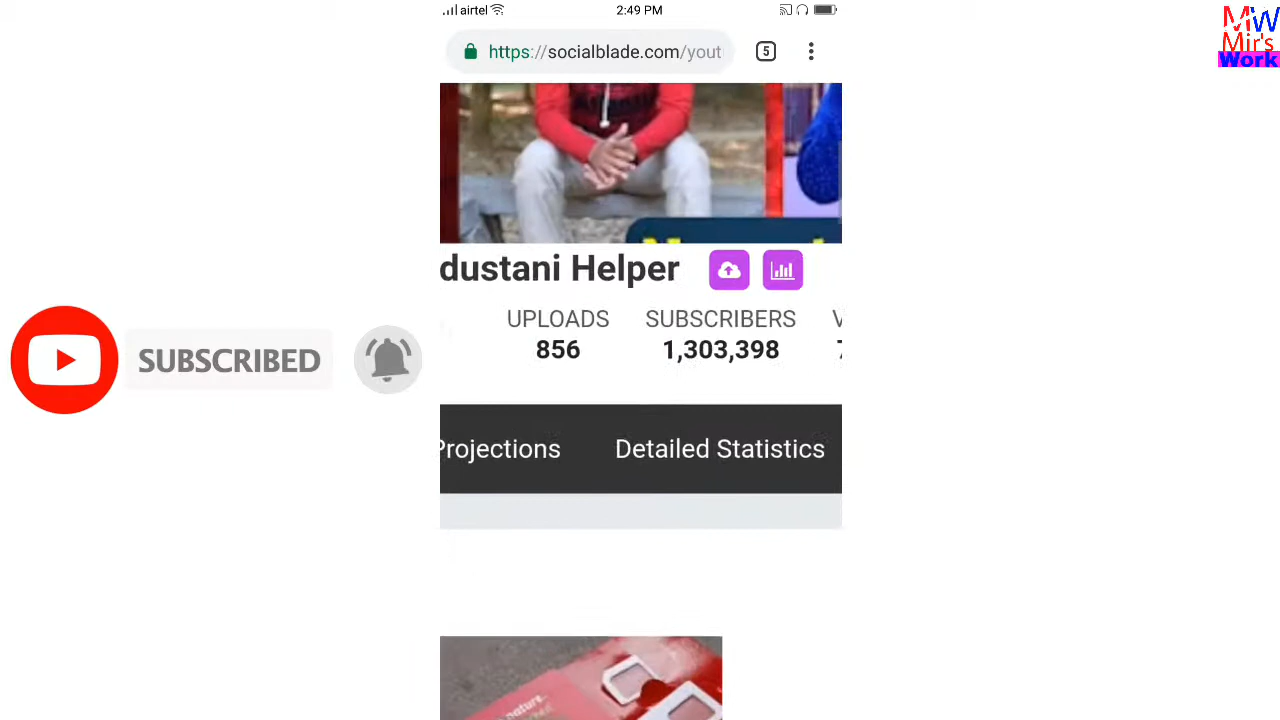 airtel
2:49 PM
https://socialblade.com/yout
5
MW
Mir's
Work
dustani Helper
UPLOADS
SUBSCRIBERS
V
856
1,303,398
SUBSCRIBED
Projections
Detailed Statistics